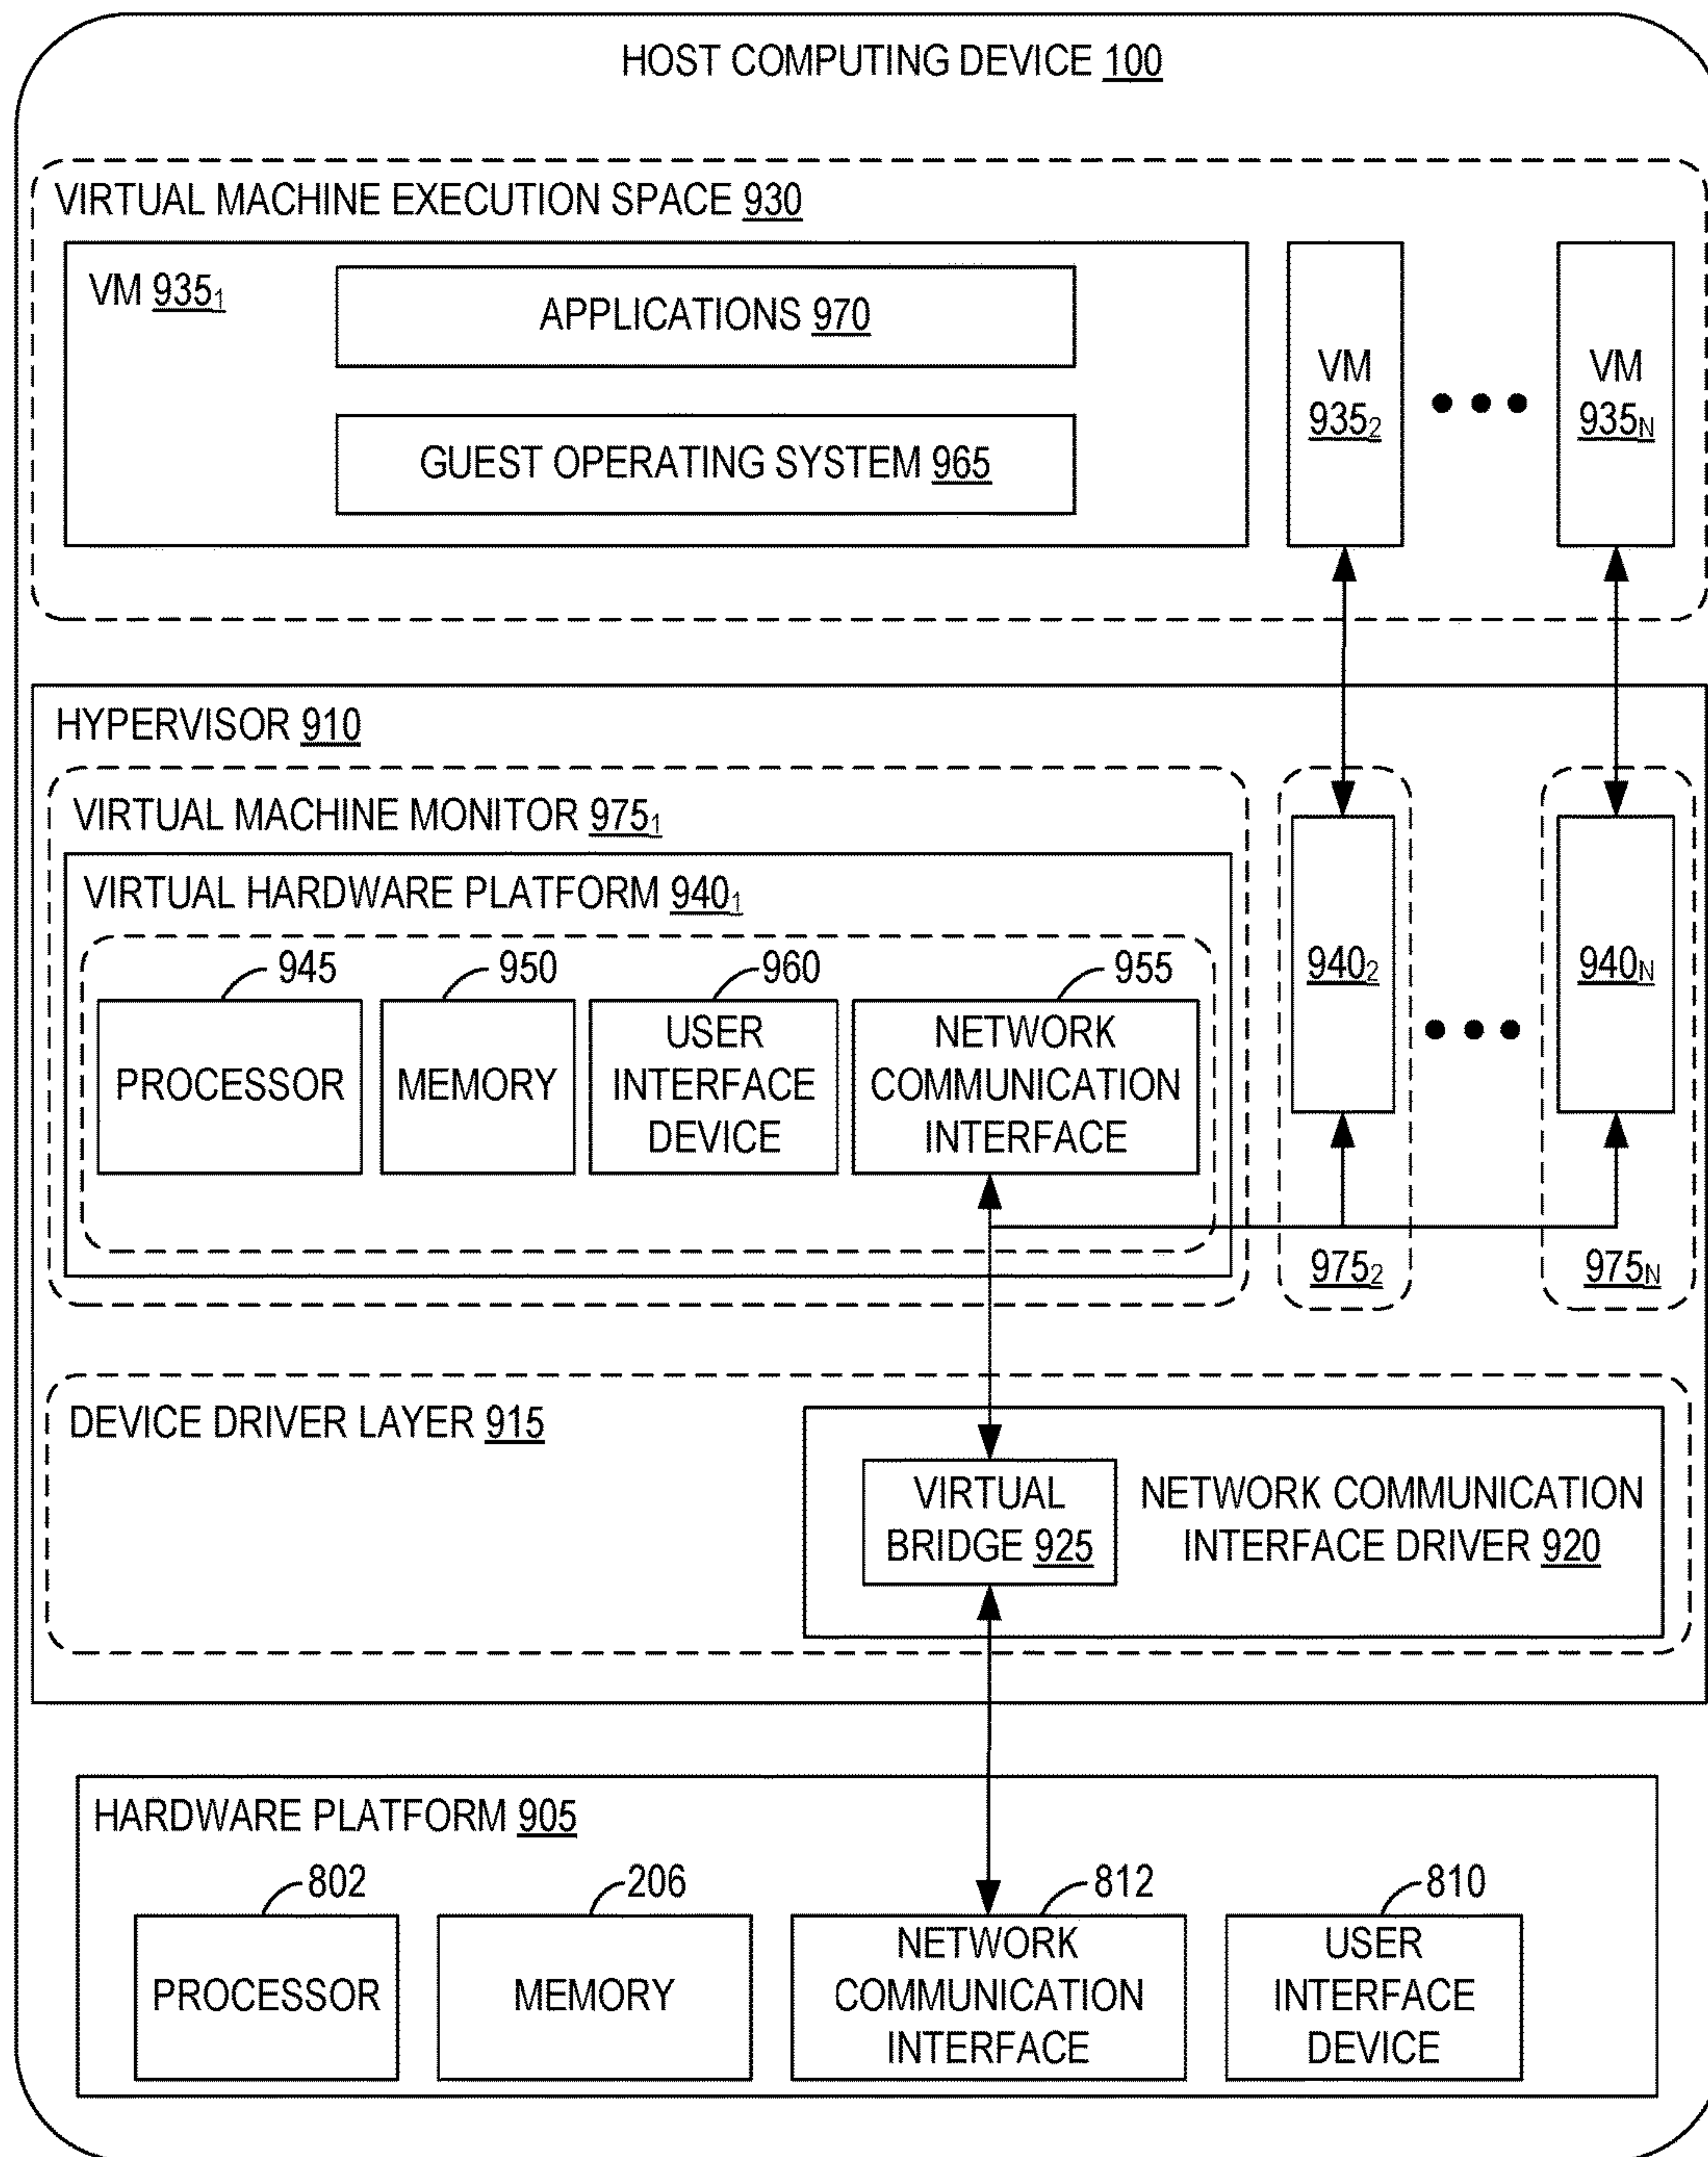 HOST COMPUTING DEVICE 100
VIRTUAL MACHINE EXECUTION SPACE 930
VM 935₁
APPLICATIONS 970
GUEST OPERATING SYSTEM 965
VM
935₂
VM
935N
HYPERVISOR 910
VIRTUAL MACHINE MONITOR 975₁
VIRTUAL HARDWARE PLATFORM 940₁
945
950
960
955
PROCESSOR
MEMORY
USER
INTERFACE
DEVICE
NETWORK
COMMUNICATION
INTERFACE
940₂
940N
975₂
975N
DEVICE DRIVER LAYER 915
VIRTUAL
BRIDGE 925
NETWORK COMMUNICATION
INTERFACE DRIVER 920
HARDWARE PLATFORM 905
802
206
812
810
PROCESSOR
MEMORY
NETWORK
COMMUNICATION
INTERFACE
USER
INTERFACE
DEVICE